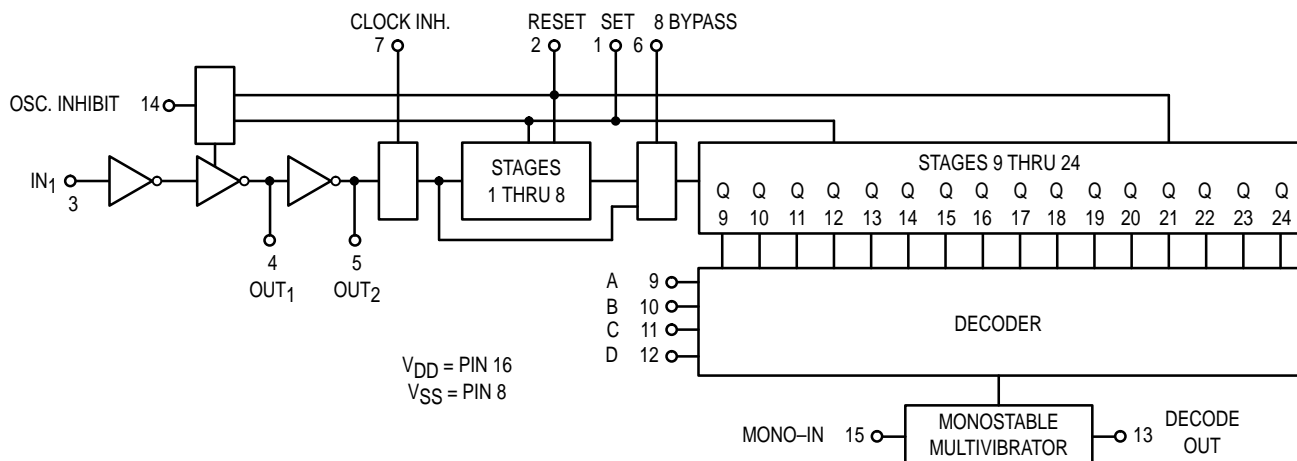 CLOCK INH.
7
RESET
2
SET
1
8 BYPASS
6
OSC. INHIBIT 14
IN1
3
STAGES
1 THRU 8
STAGES 9 THRU 24
Q Q Q Q Q Q Q Q Q Q Q Q Q Q Q Q
9 10 11 12 13 14 15 16 17 18 19 20 21 22 23 24
4
OUT1
5
OUT2
A 9
B 10
C 11
D 12
DECODER
VDD = PIN 16
VSS = PIN 8
MONO–IN 15
MONOSTABLE
MULTIVIBRATOR
13 DECODE
OUT